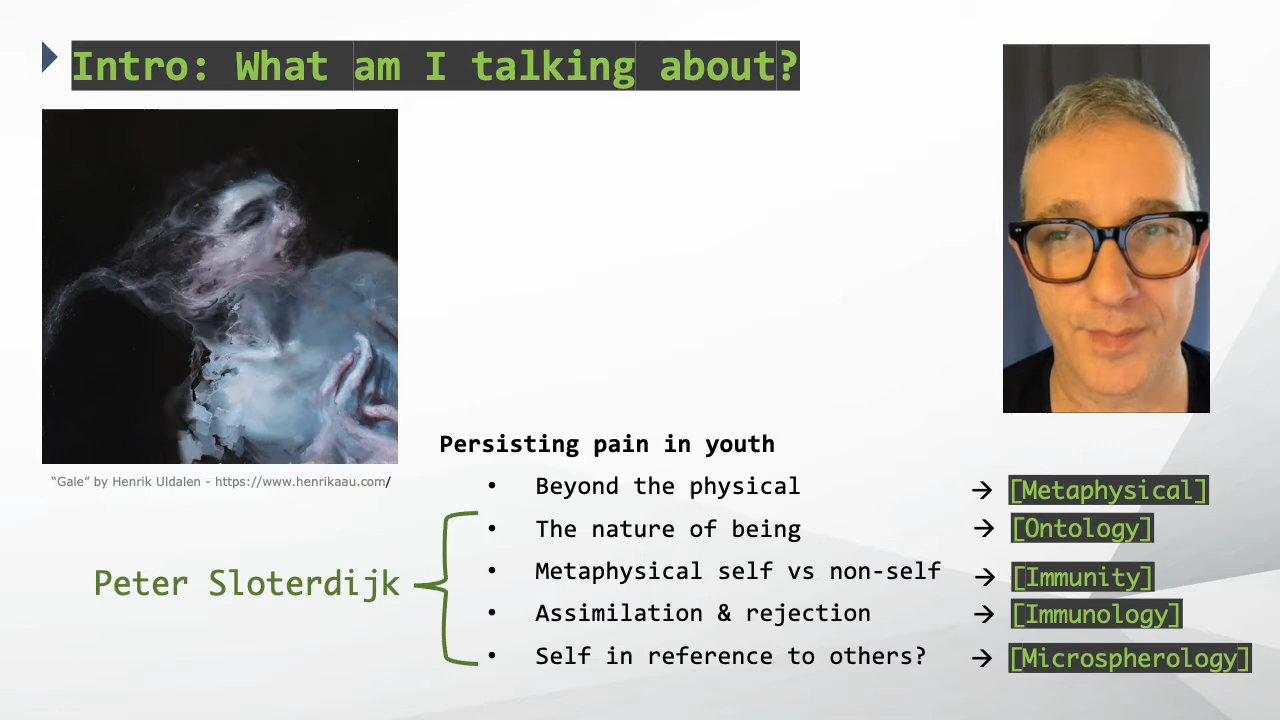 Intro: What am I talking about?
“Gale” by Henrik Uldalen - https://www.henrikaau.com/
Persisting pain in youth
• Beyond the physical → [Metaphysical]
• The nature of being → [Ontology]
• Metaphysical self vs non-self → [Immunity]
Peter Sloterdijk
• Assimilation & rejection → [Immunology]
• Self in reference to others? → [Microspherology]